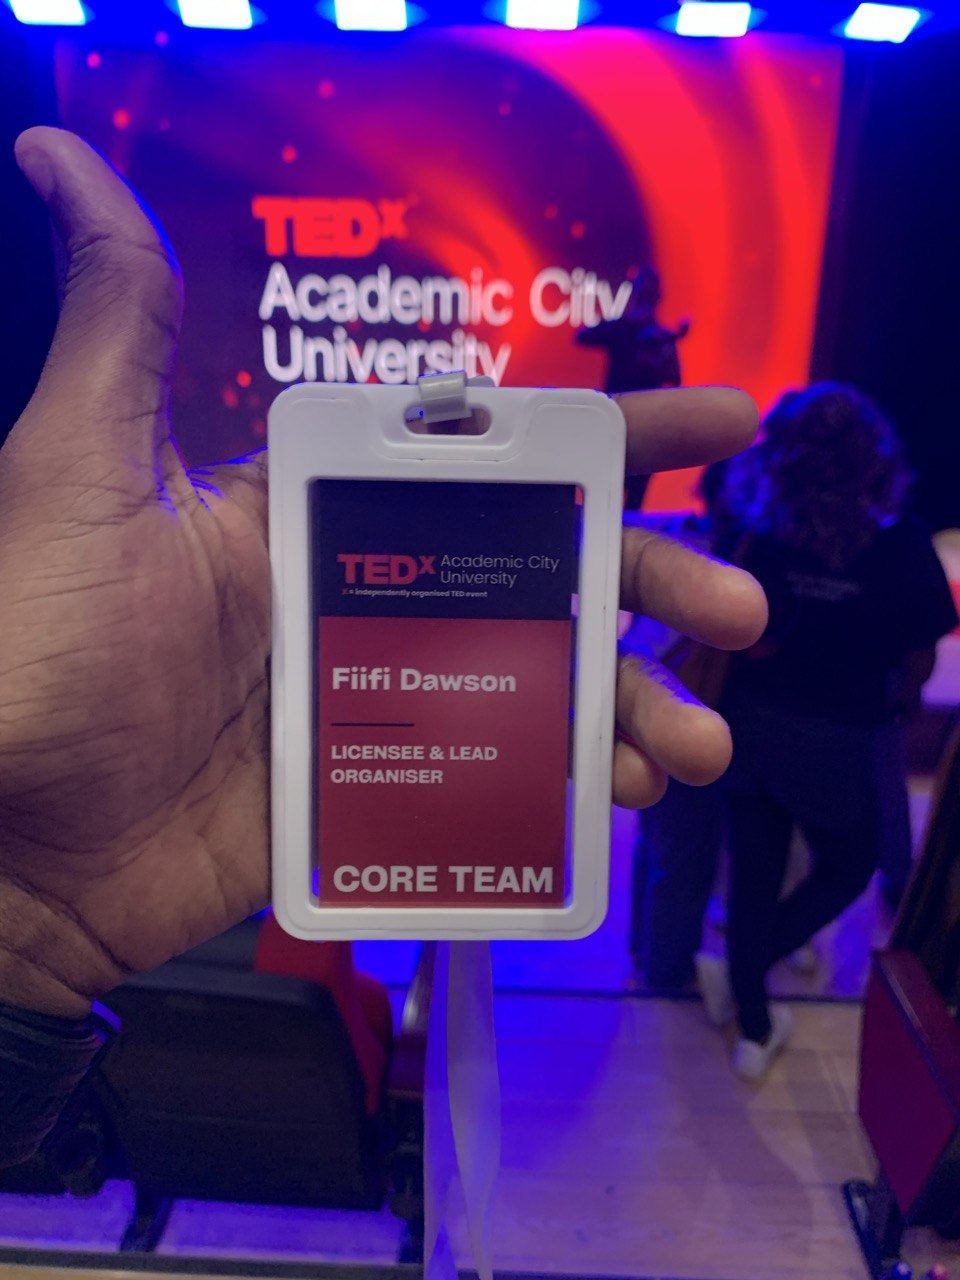 TEDx
Academic City
University
TEDx Academic City
University
x = independently organised TED event
Fiifi Dawson
LICENSEE & LEAD
ORGANISER
CORE TEAM